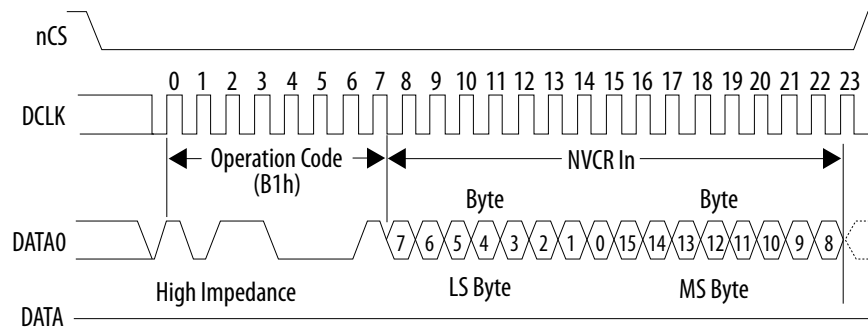 nCS
0 1 2 3 4 5 6 7 8 9 10 11 12 13 14 15 16 17 18 19 20 21 22 23
DCLK
Operation Code
(B1h)
NVCR In
Byte Byte
DATA0 7 6 5 4 3 2 1 0 15 14 13 12 11 10 9 8
High Impedance LS Byte MS Byte
DATA